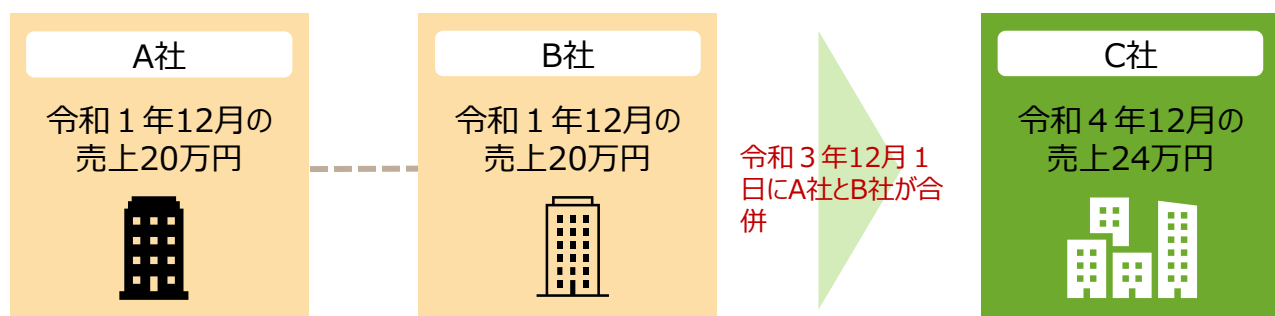 A社
令和１年12月の
売上20万円
B社
令和１年12月の
売上20万円
令和３年12月１
日にA社とB社が合
併
C社
令和４年12月の
売上24万円